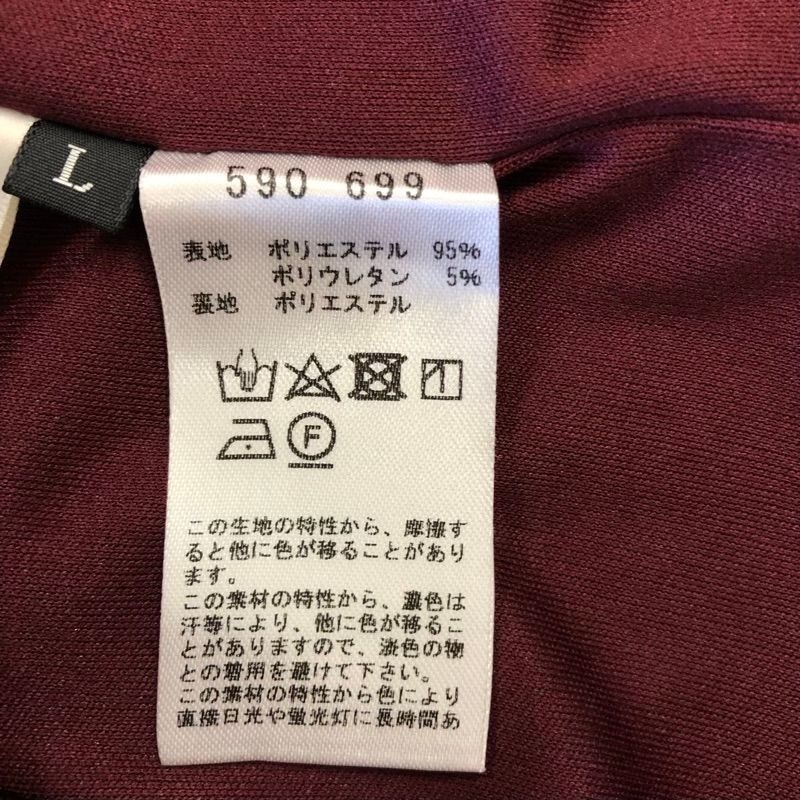 L
590 699
表地 ポリエステル 95%
ポリウレタン 5%
裏地 ポリエステル
F
この生地の特性から、摩擦す
ると他に色が移ることがあり
ます。
この素材の特性から、濃色は
汗等により、他に色が移るこ
とがありますので、淡色の物
との着用を避けて下さい。
この素材の特性から色により
直接日光や蛍光灯に長時間あ